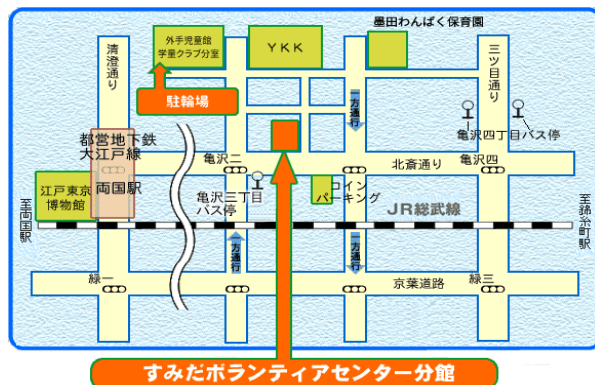 墨田わんぱく保育園
外手児童館
学童クラブ分室
YKK
清澄通り
三ツ目通り
駐輪場
一方通行
都営地下鉄
大江戸線
両国駅
亀沢四丁目バス停
亀沢二
北斎通り
亀沢四
江戸東京
博物館
亀沢三丁目
バス停
コイン
パーキング
至両国駅
JR総武線
至錦糸町駅
一方通行
一方通行
緑一
京葉道路
緑三
すみだボランティアセンター分館